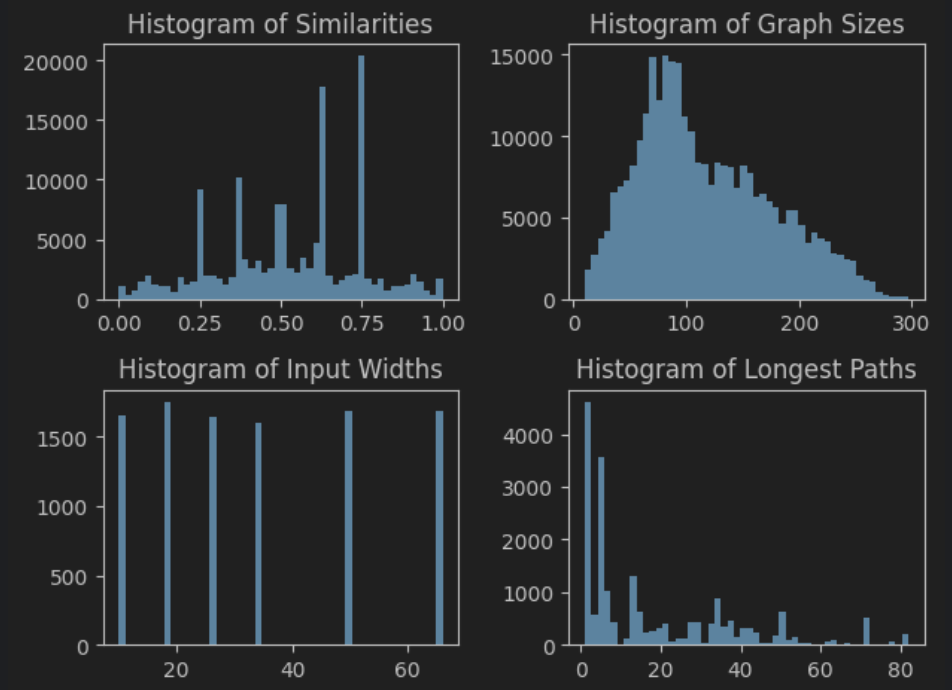 Histogram of Similarities
20000
15000
10000
5000
0
0.00 0.25 0.50 0.75 1.00
Histogram of Graph Sizes
15000
10000
5000
0
0 100 200 300
Histogram of Input Widths
1500
1000
500
0
20 40 60
Histogram of Longest Paths
4000
3000
2000
1000
0
0 20 40 60 80